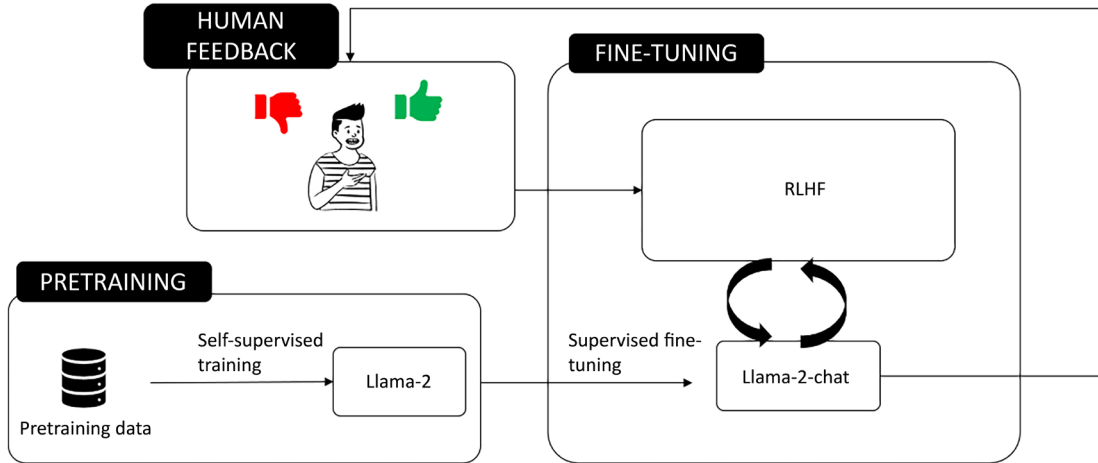 HUMAN
FEEDBACK
FINE-TUNING
RLHF
PRETRAINING
Self-supervised
training
Llama-2
Pretraining data
Supervised fine-
tuning
Llama-2-chat